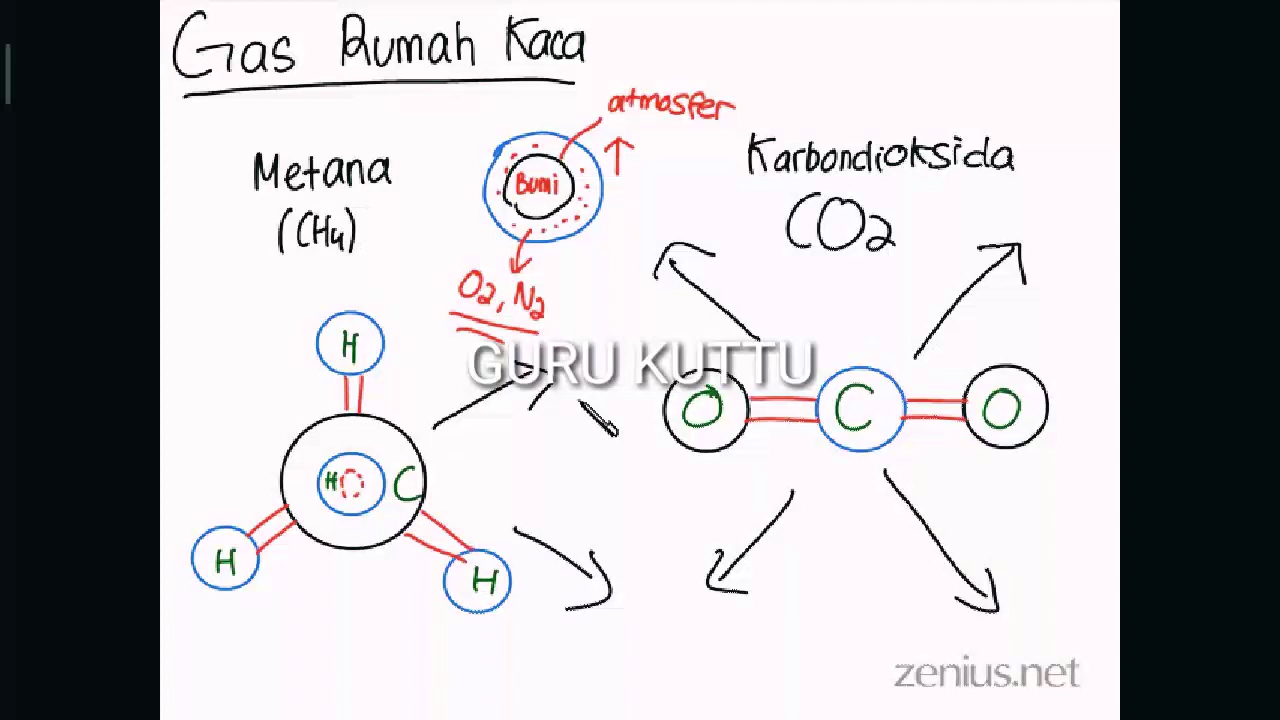 Gas Rumah Kaca
atmosfer
Metana
(CH4)
Bumi
Karbondioksida
CO2
O2, N2
GURU KUTTU
H
O
C
O
H
C
H
H
zenius.net